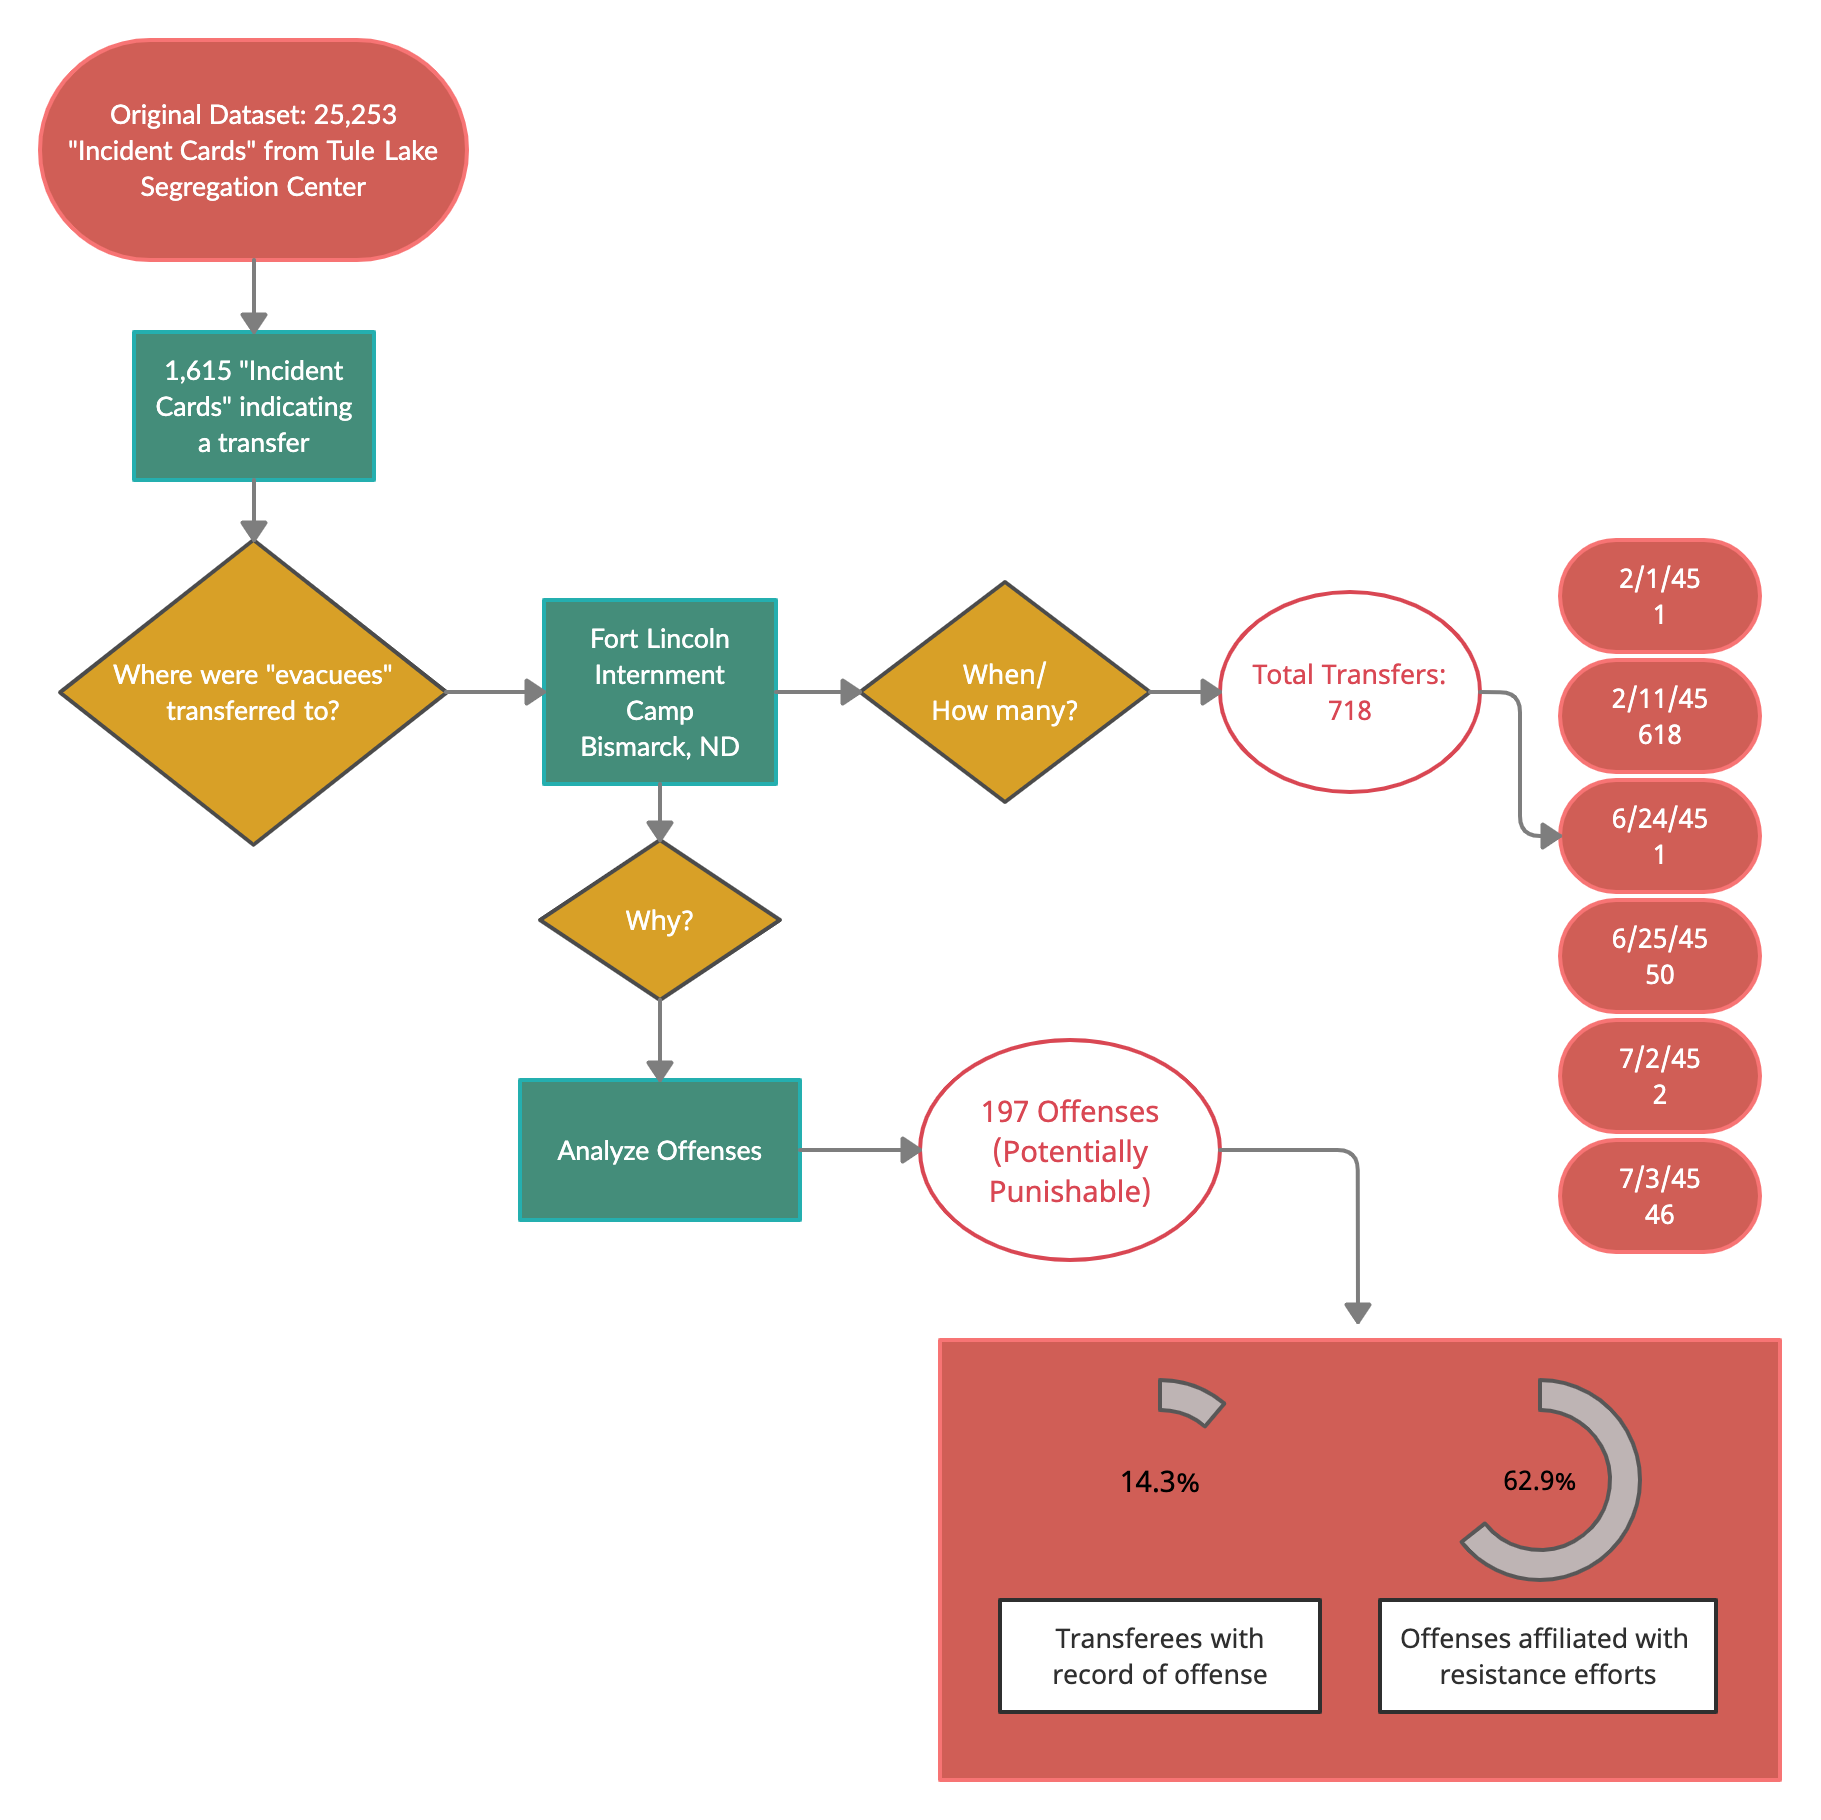 Original Dataset: 25,253
"Incident Cards" from Tule Lake
Segregation Center
1,615 "Incident
Cards" indicating
a transfer
Where were "evacuees"
transferred to?
Fort Lincoln
Internment
Camp
Bismarck, ND
When/
How many?
Total Transfers:
718
2/1/45
1
2/11/45
618
6/24/45
1
6/25/45
50
7/2/45
2
7/3/45
46
Why?
Analyze Offenses
197 Offenses
(Potentially
Punishable)
14.3%
62.9%
Transferees with
record of offense
Offenses affiliated with
resistance efforts